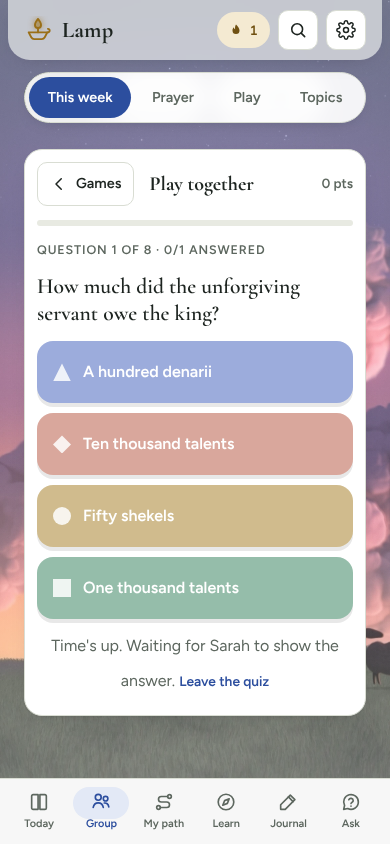 Lamp
1
This week
Prayer
Play
Topics
Games
Play together
0 pts
QUESTION 1 OF 8 · 0/1 ANSWERED
How much did the unforgiving
servant owe the king?
A hundred denarii
Ten thousand talents
Fifty shekels
One thousand talents
Time's up. Waiting for Sarah to show the
answer. Leave the quiz
Today
Group
My path
Learn
Journal
Ask